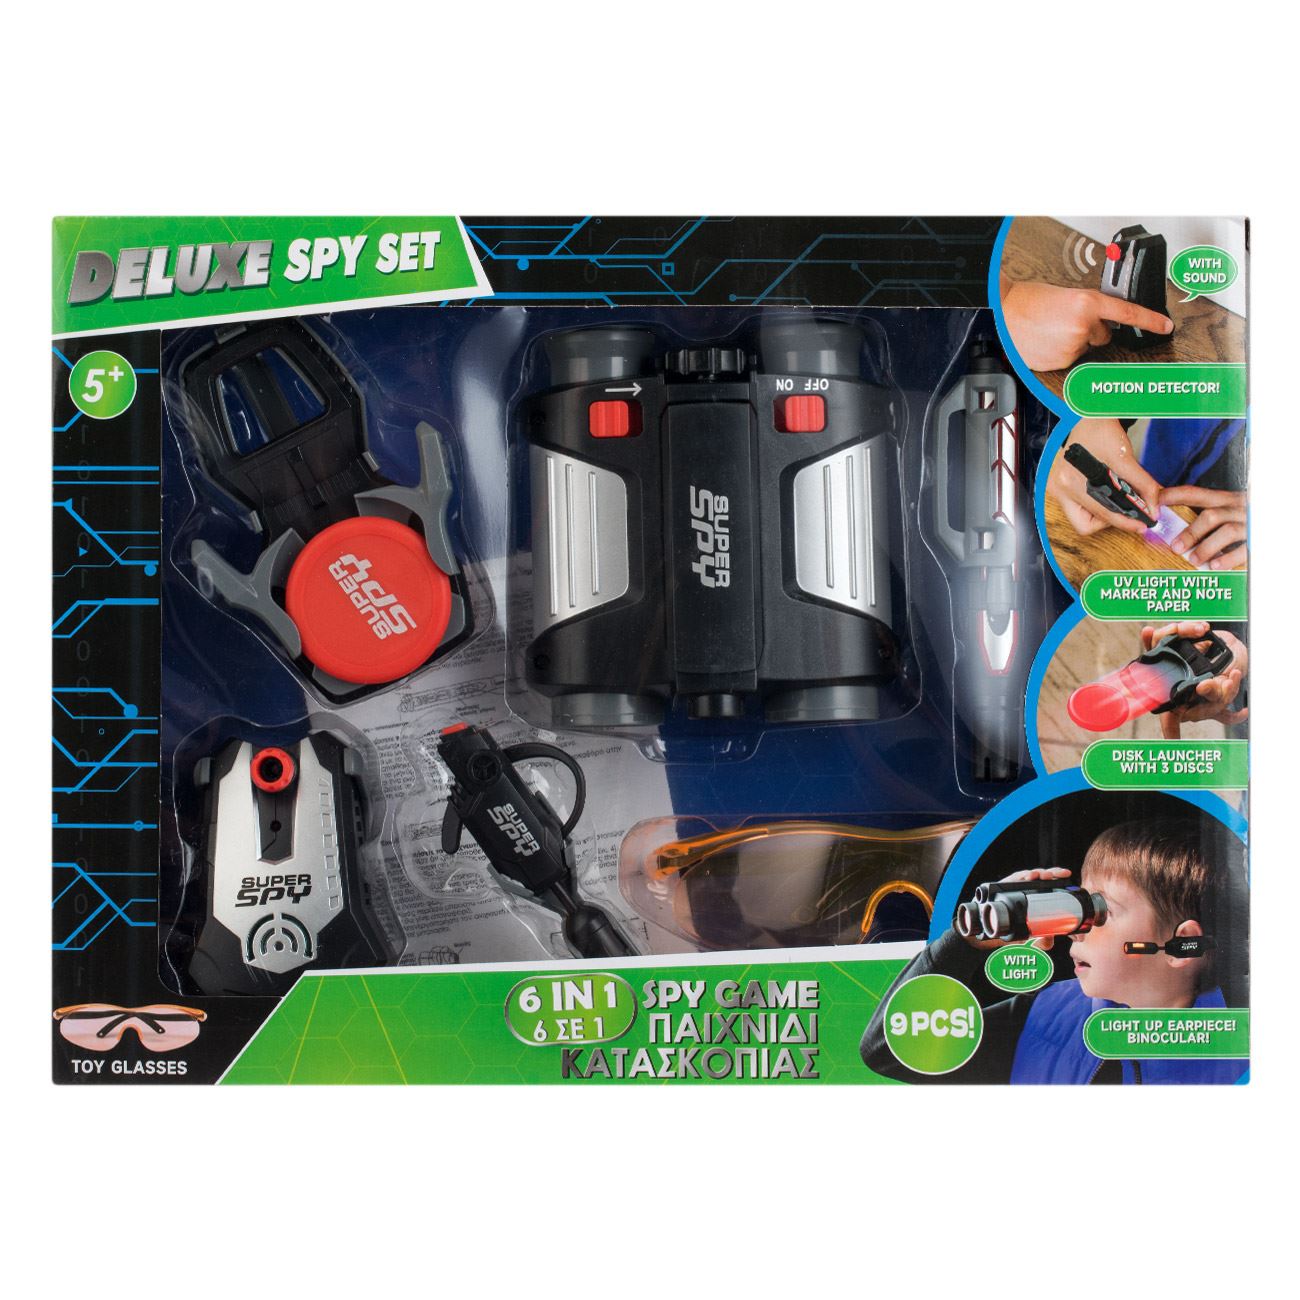 DELUXE SPY SET
5+
WITH
SOUND
MOTION DETECTOR!
OFF ON
SUPER
SPY
SUPER
SPY
UV LIGHT WITH
MARKER AND NOTE
PAPER
DISK LAUNCHER
WITH 3 DISCS
SUPER
SPY
SUPER
SPY
SUPER
SPY
WITH
LIGHT
LIGHT UP EARPIECE!
BINOCULAR!
9 PCS!
6 IN 1
6 ΣΕ 1
SPY GAME
ΠΑΙΧΝΙΔΙ
ΚΑΤΑΣΚΟΠΙΑΣ
TOY GLASSES